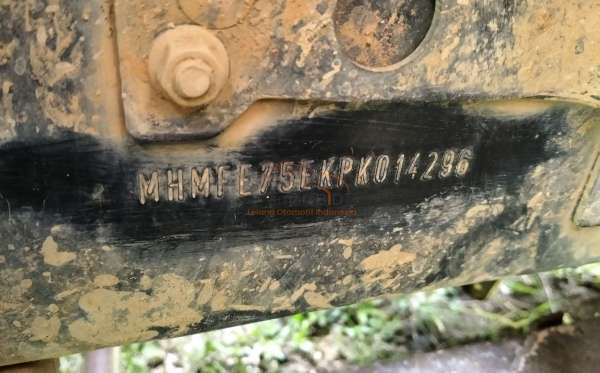 MHMFE75EKPK014296
Lelang Otomotif Indonesia